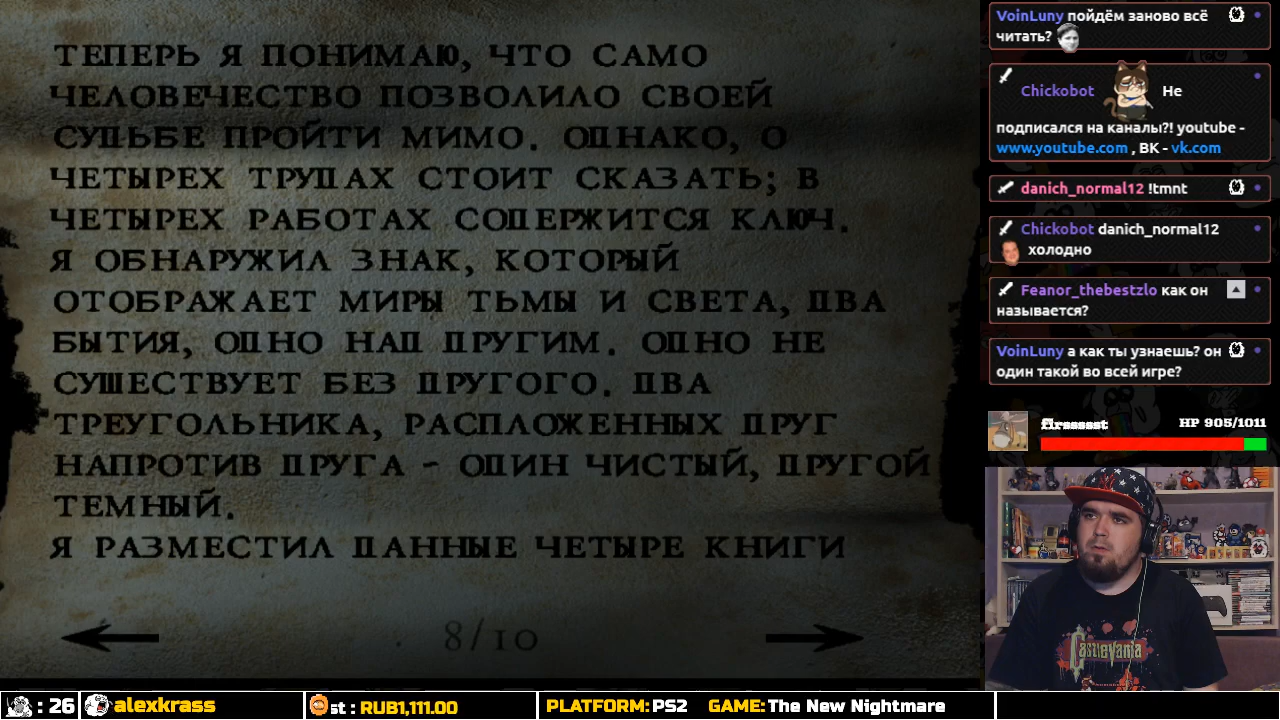 ТЕПЕРЬ Я ПОНИМАЮ, ЧТО САМО
ЧЕЛОВЕЧЕСТВО ПОЗВОЛИЛО СВОЕЙ
СУДЬБЕ ПРОЙТИ МИМО. ОДНАКО, О
ЧЕТЫРЕХ ТРУПАХ СТОИТ СКАЗАТЬ; В
ЧЕТЫРЕХ РАБОТАХ СОДЕРЖИТСЯ КЛЮЧ.
Я ОБНАРУЖИЛ ЗНАК, КОТОРЫЙ
ОТОБРАЖАЕТ МИРЫ ТЬМЫ И СВЕТА, ДВА
БЫТИЯ, ОДНО НАД ДРУГИМ. ОДНО НЕ
СУЩЕСТВУЕТ БЕЗ ДРУГОГО. ДВА
ТРЕУГОЛЬНИКА, РАСПЛОЖЕННЫХ ДРУГ
НАПРОТИВ ДРУГА - ОДИН ЧИСТЫЙ, ДРУГОЙ
ТЕМНЫЙ.
Я РАЗМЕСТИЛ ДАННЫЕ ЧЕТЫРЕ КНИГИ
8/10
VoinLuny пойдём заново всё
читать?
Chickobot Не
подписался на каналы?! youtube -
www.youtube.com , ВК - vk.com
danich_normal12 !tmnt
Chickobot danich_normal12
холодно
Feanor_thebestzlo как он
называется?
VoinLuny а как ты узнаешь? он
один такой во всей игре?
firsssssst HP 905/1011
Castlevania
: 26 alexkrass st : RUB1,111.00 PLATFORM: PS2 GAME: The New Nightmare